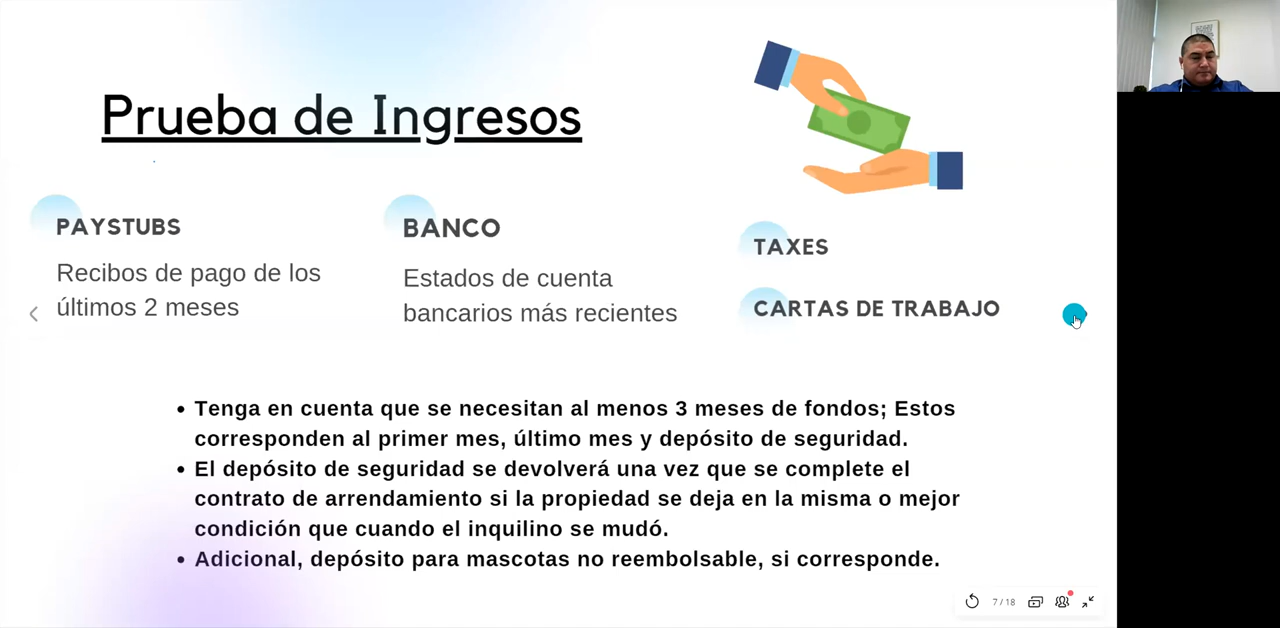 Prueba de Ingresos
PAYSTUBS
Recibos de pago de los
últimos 2 meses
BANCO
Estados de cuenta
bancarios más recientes
TAXES
CARTAS DE TRABAJO
• Tenga en cuenta que se necesitan al menos 3 meses de fondos; Estos
corresponden al primer mes, último mes y depósito de seguridad.
• El depósito de seguridad se devolverá una vez que se complete el
contrato de arrendamiento si la propiedad se deja en la misma o mejor
condición que cuando el inquilino se mudó.
• Adicional, depósito para mascotas no reembolsable, si corresponde.
7 / 18